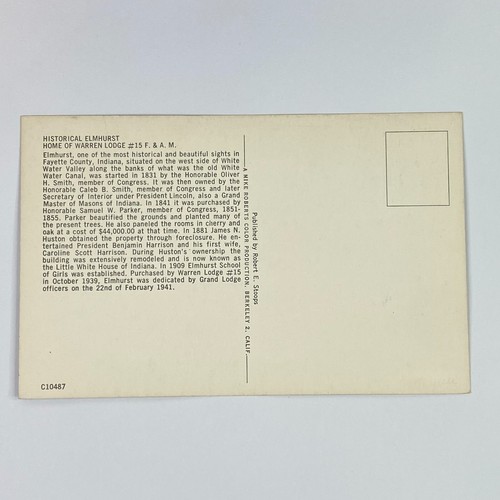 HISTORICAL ELMHURST
HOME OF WARREN LODGE #15 F. & A. M.
Elmhurst, one of the most historical and beautiful sights in
Fayette County, Indiana, situated on the west side of White
Water Valley along the banks of what was the old White
Water Canal, was started in 1831 by the Honorable Oliver
H. Smith, member of Congress. It was then owned by the
Honorable Caleb B. Smith, member of Congress and later
Secretary of Interior under President Lincoln, also a Grand
Master of Masons of Indiana. In 1841 it was purchased by
Honorable Samuel W. Parker, member of Congress, 1851-
1855. Parker beautified the grounds and planted many of
the present trees. He also paneled the rooms in cherry and
oak at a cost of $44,000.00 at that time. In 1881 James N.
Huston obtained the property through foreclosure. He en-
tertained President Benjamin Harrison and his first wife,
Caroline Scott Harrison. During Huston's ownership the
building was extensively remodeled and is now known as
the Little White House of Indiana. In 1909 Elmhurst School
of Girls was established. Purchased by Warren Lodge #15
in October 1939, Elmhurst was dedicated by Grand Lodge
officers on the 22nd of February 1941.
C10487
Published by Robert E. Stoops
A MIKE ROBERTS COLOR PRODUCTION, BERKELEY 2, CALIF.